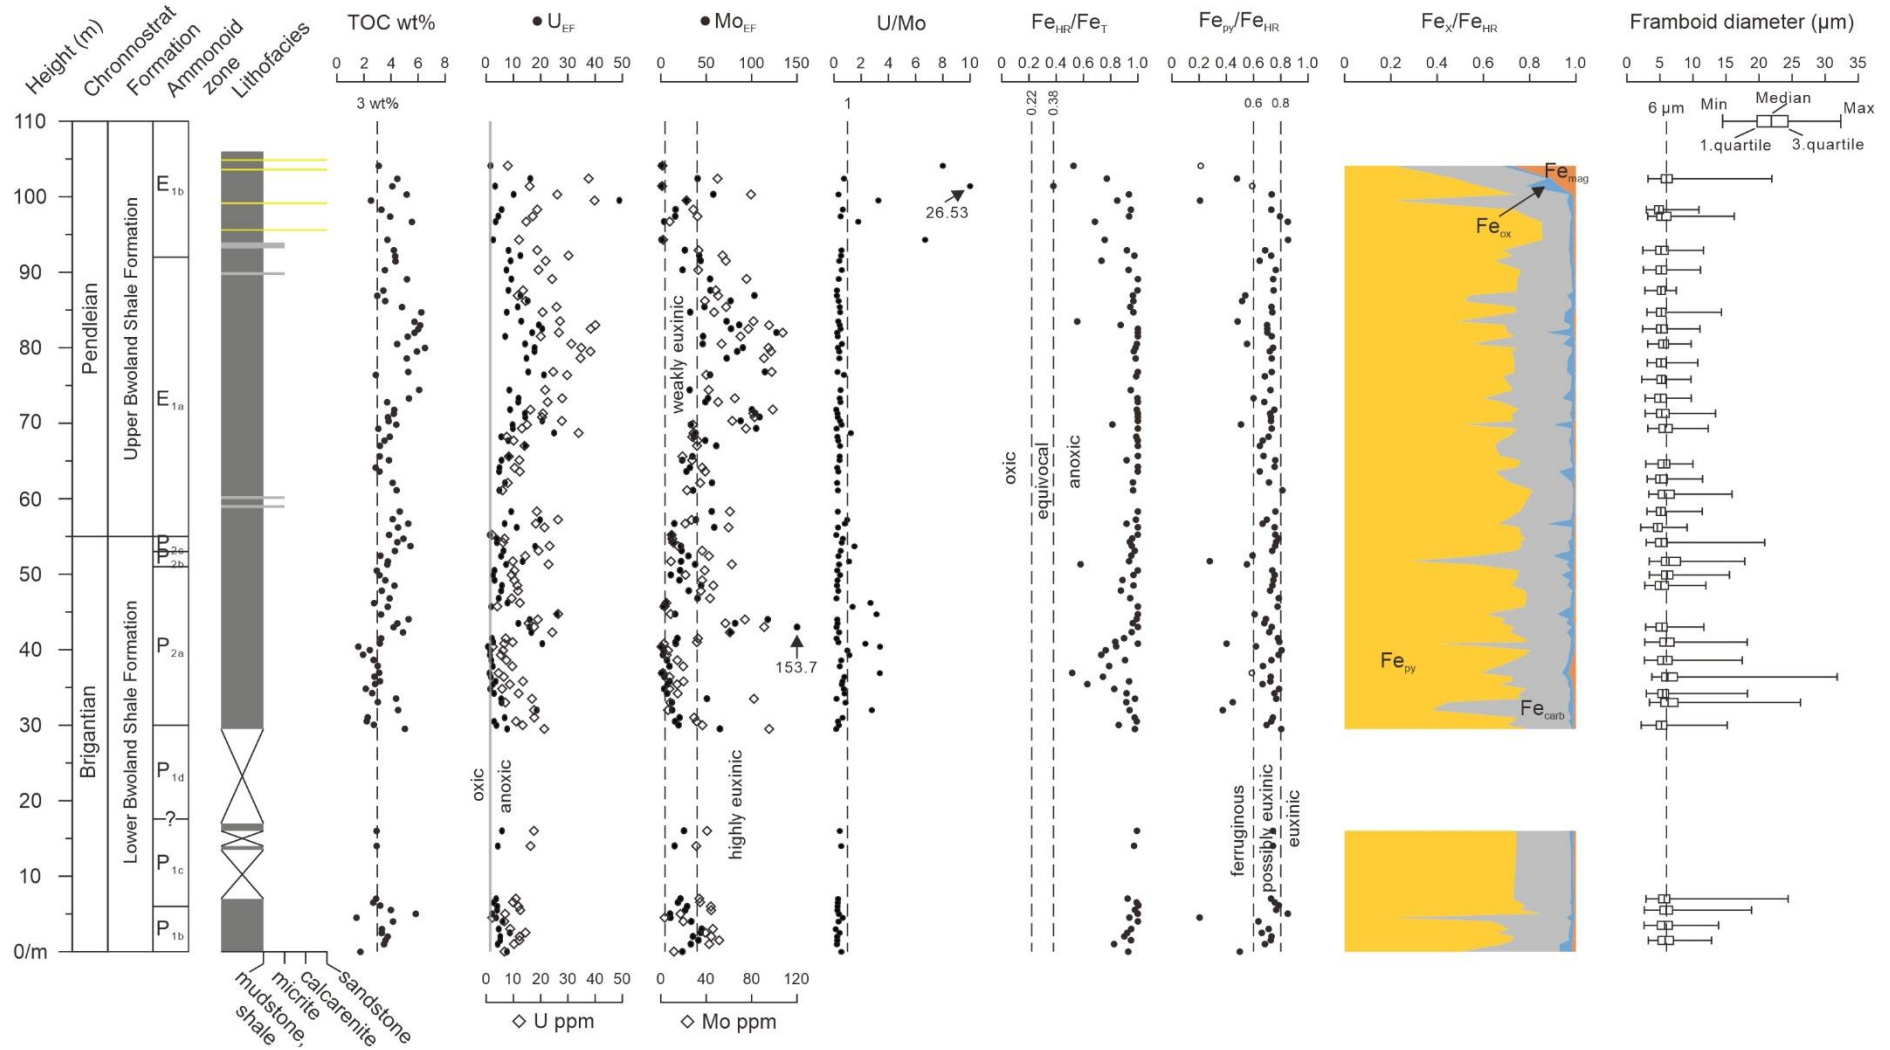 Height (m)
Chronostrat
Formation
Ammonoid
zone
Lithofacies
TOC wt%
● U_EF
● Mo_EF
U/Mo
Fe_HR/Fe_T
Fe_py/Fe_HR
Fe_X/Fe_HR
Framboid diameter (µm)
0 2 4 6 8
0 10 20 30 40 50
0 50 100 150
0 2 4 6 8 10
0 0.2 0.4 0.6 0.8 1.0
0 0.2 0.4 0.6 0.8 1.0
0 0.2 0.4 0.6 0.8 1.0
0 5 10 15 20 25 30 35
3 wt%
1
0.22
0.38
0.6
0.8
6 µm
Min
Median
Max
1.quartile
3.quartile
110
100
90
80
70
60
50
40
30
20
10
0/m
Pendleian
Brigantian
Upper Bwoland Shale Formation
Lower Bwoland Shale Formation
E1b
E1a
P2c
P2b
P2a
P1d
?
P1c
P1b
oxic
anoxic
weakly euxinic
highly euxinic
26.53
153.7
oxic
equivocal
anoxic
ferruginous
possibly euxinic
euxinic
Fe_mag
Fe_ox
Fe_py
Fe_carb
mudstone,
shale
micrite
calcarenite
sandstone
0 10 20 30 40 50
◇ U ppm
0 40 80 120
◇ Mo ppm